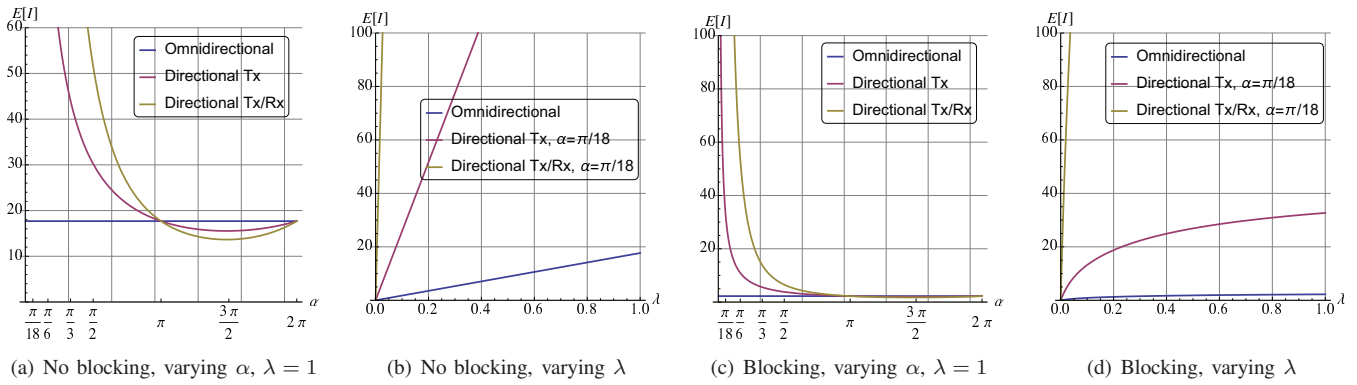 E[I]
60
50
40
30
20
10
Omnidirectional
Directional Tx
Directional Tx/Rx
π/18 π/6 π/3 π/2 π 3π/2 2π α
(a) No blocking, varying α, λ = 1
E[I]
100
80
60
40
20
Omnidirectional
Directional Tx, α=π/18
Directional Tx/Rx, α=π/18
0.0 0.2 0.4 0.6 0.8 1.0 λ
(b) No blocking, varying λ
E[I]
100
80
60
40
20
Omnidirectional
Directional Tx
Directional Tx/Rx
π/18 π/6 π/3 π/2 π 3π/2 2π α
(c) Blocking, varying α, λ = 1
E[I]
100
80
60
40
20
Omnidirectional
Directional Tx, α=π/18
Directional Tx/Rx, α=π/18
0.0 0.2 0.4 0.6 0.8 1.0 λ
(d) Blocking, varying λ